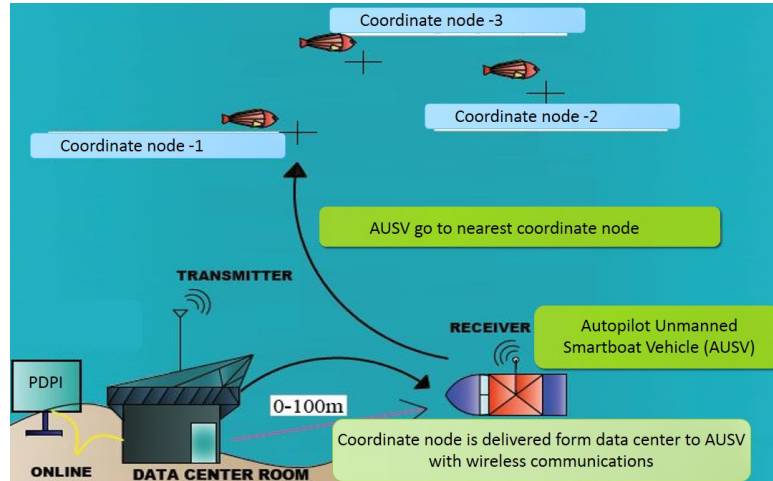 Coordinate node -3
Coordinate node -2
Coordinate node -1
AUSV go to nearest coordinate node
TRANSMITTER
RECEIVER
Autopilot Unmanned
Smartboat Vehicle (AUSV)
PDPI
0-100m
Coordinate node is delivered form data center to AUSV
with wireless communications
ONLINE
DATA CENTER ROOM